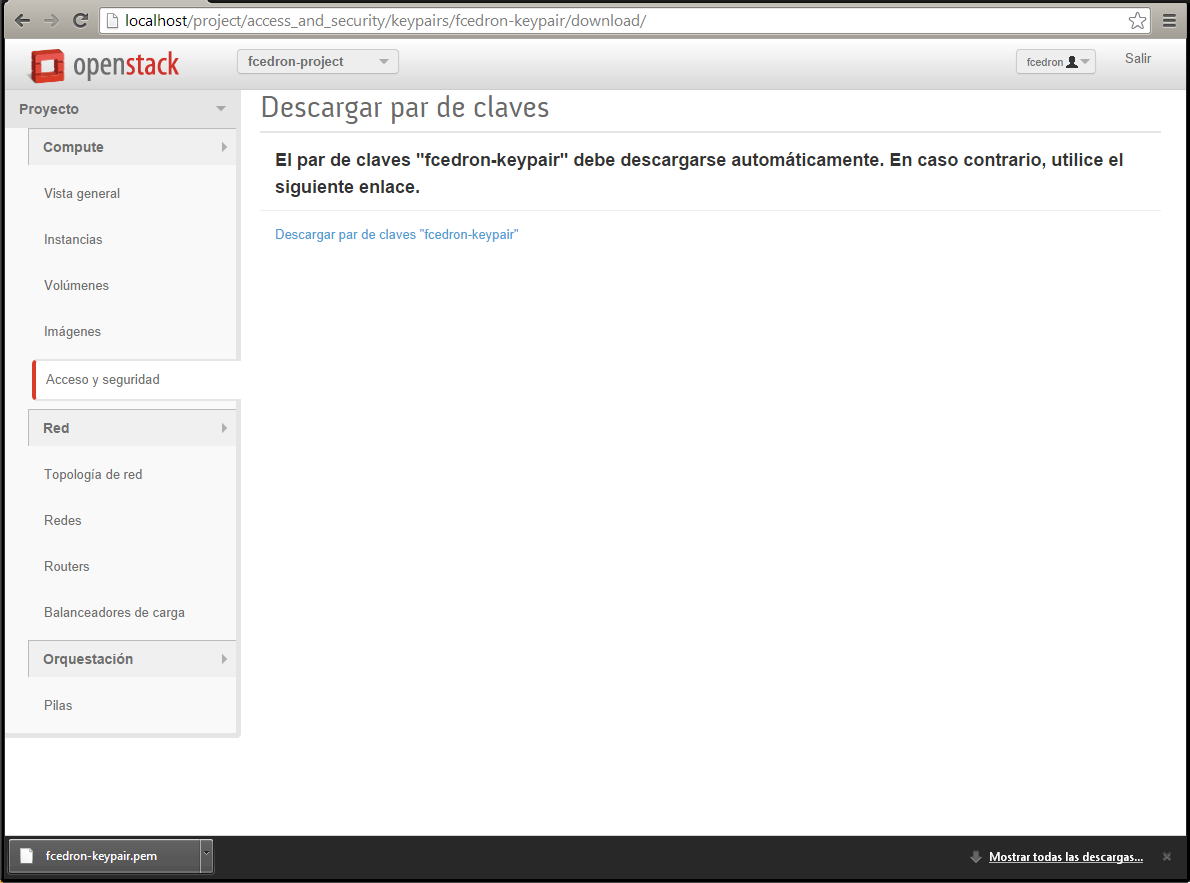 localhost/project/access_and_security/keypairs/fcedron-keypair/download/
openstack
fcedron-project
fcedron
Salir
Proyecto
Compute
Vista general
Instancias
Volúmenes
Imágenes
Acceso y seguridad
Red
Topología de red
Redes
Routers
Balanceadores de carga
Orquestación
Pilas
Descargar par de claves
El par de claves "fcedron-keypair" debe descargarse automáticamente. En caso contrario, utilice el
siguiente enlace.
Descargar par de claves "fcedron-keypair"
fcedron-keypair.pem
Mostrar todas las descargas...